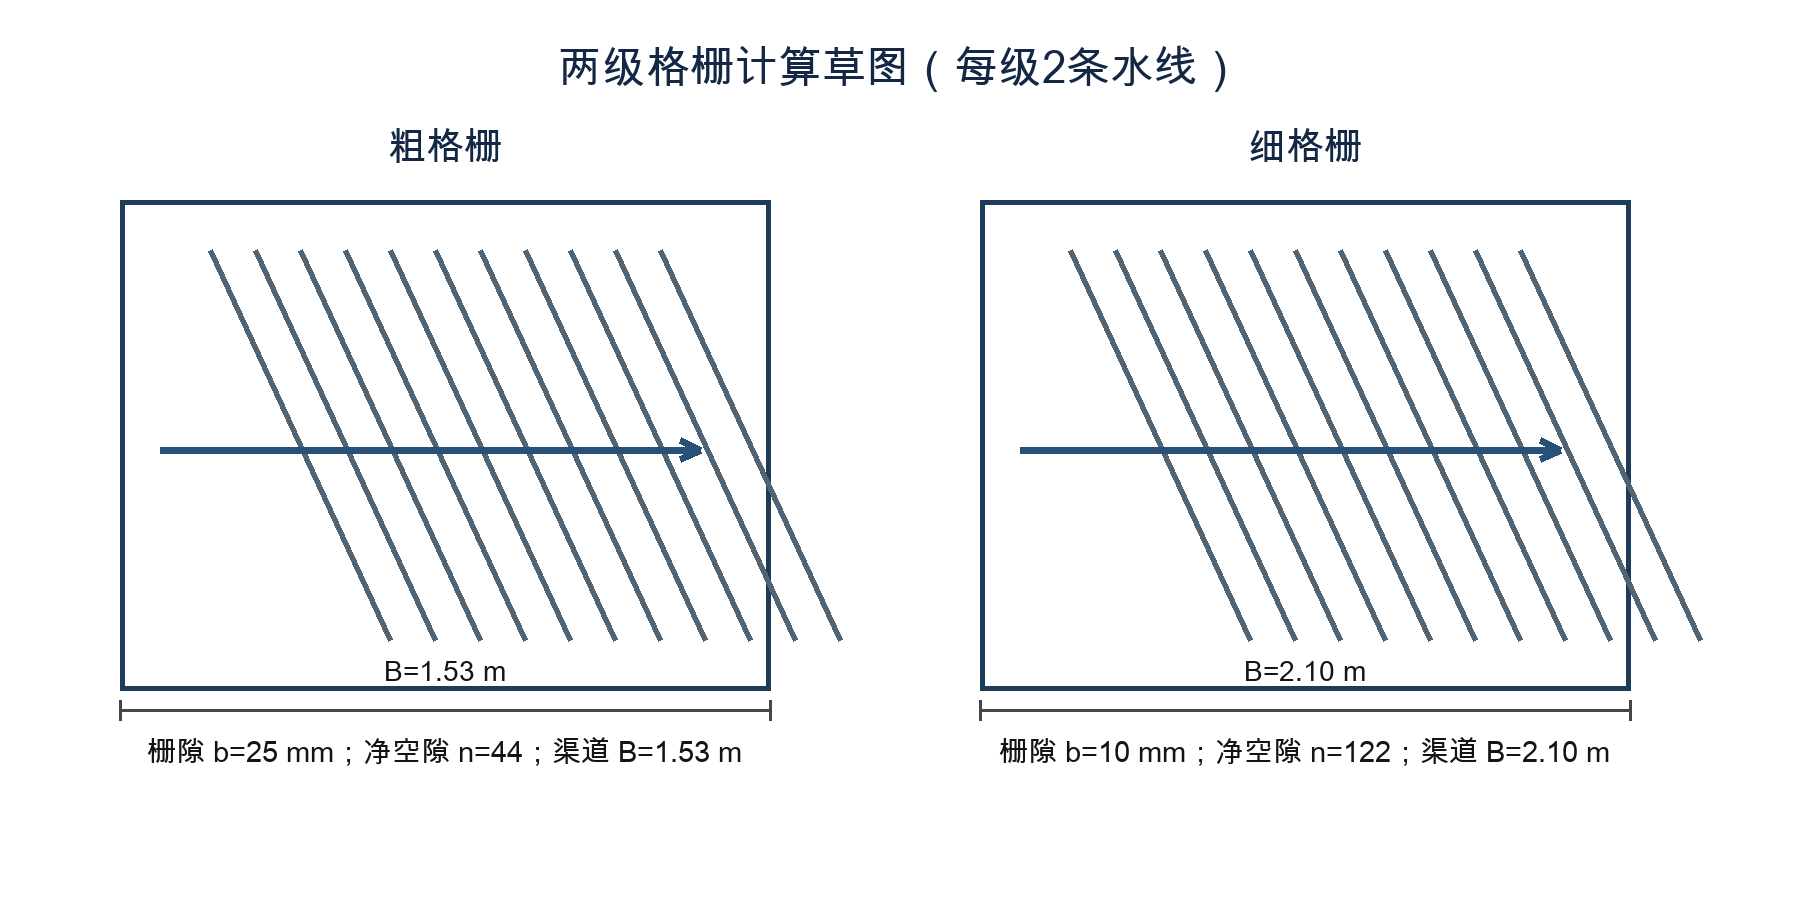 两级格栅计算草图（每级2条水线）
粗格栅
细格栅
B=1.53 m
B=2.10 m
栅隙 b=25 mm；净空隙 n=44；渠道 B=1.53 m
栅隙 b=10 mm；净空隙 n=122；渠道 B=2.10 m